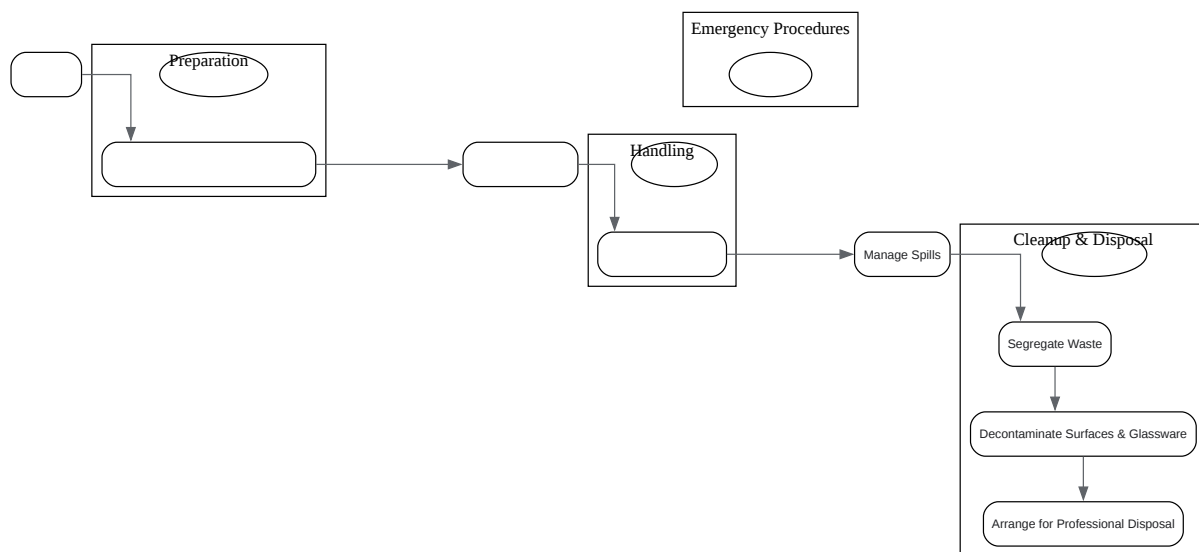 Emergency Procedures
Preparation
Handling
Cleanup & Disposal
Manage Spills
Segregate Waste
Decontaminate Surfaces & Glassware
Arrange for Professional Disposal